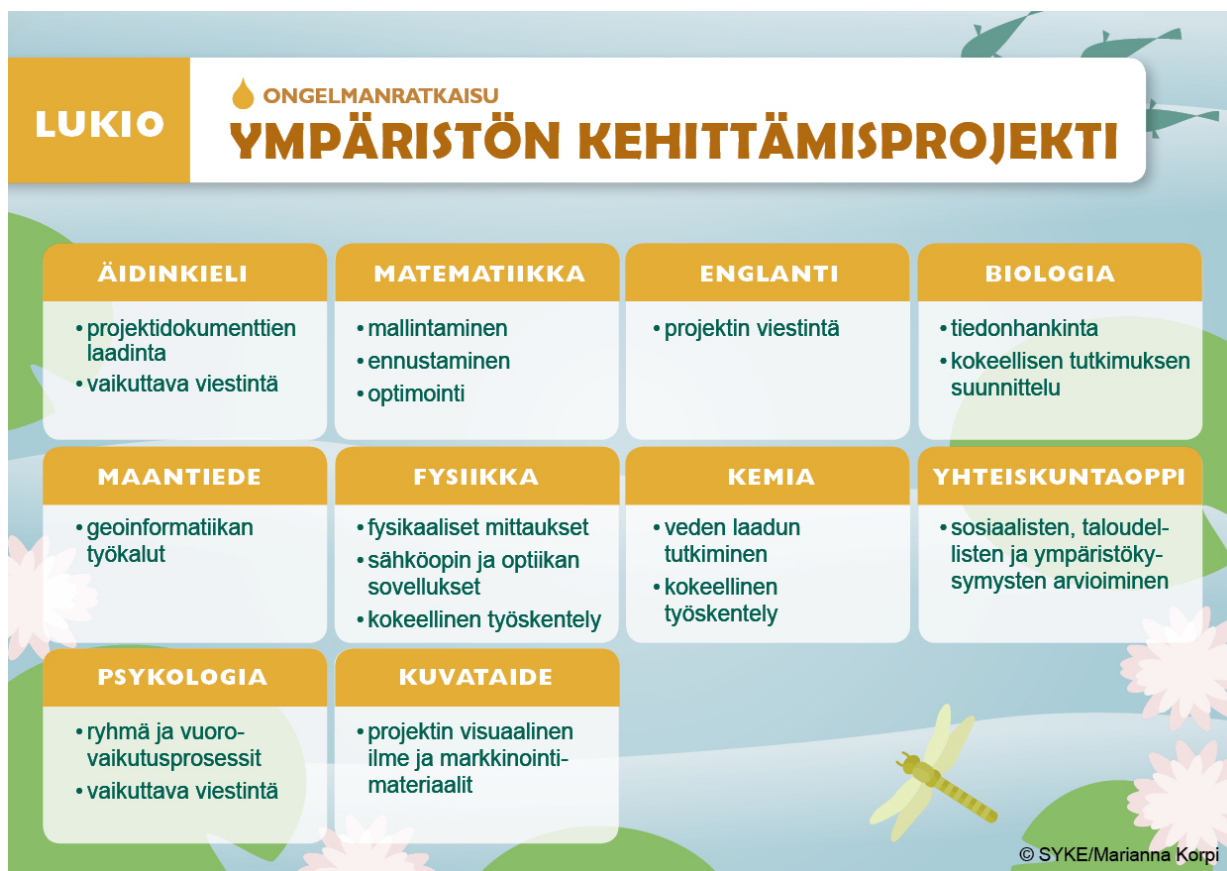 LUKIO
ONGELMANRATKAISU
YMPÄRISTÖN KEHITTÄMISPROJEKTI
ÄIDINKIELI
• projektidokumenttien
laadinta
• vaikuttava viestintä
MATEMATIIKKA
• mallintaminen
• ennustaminen
• optimointi
ENGLANTI
• projektin viestintä
BIOLOGIA
• tiedonhankinta
• kokeellisen tutkimuksen
suunnittelu
MAANTIEDE
• geoinformatiikan
työkalut
FYSIIKKA
• fysikaaliset mittaukset
• sähköopin ja optiikan
sovellukset
• kokeellinen työskentely
KEMIA
• veden laadun
tutkiminen
• kokeellinen
työskentely
YHTEISKUNTAOPPI
• sosiaalisten, taloudel-
listen ja ympäristöky-
symysten arvioiminen
PSYKOLOGIA
• ryhmä ja vuoro-
vaikutusprosessit
• vaikuttava viestintä
KUVATAIDE
• projektin visuaalinen
ilme ja markkinointi-
materiaalit
© SYKE/Marianna Korpi